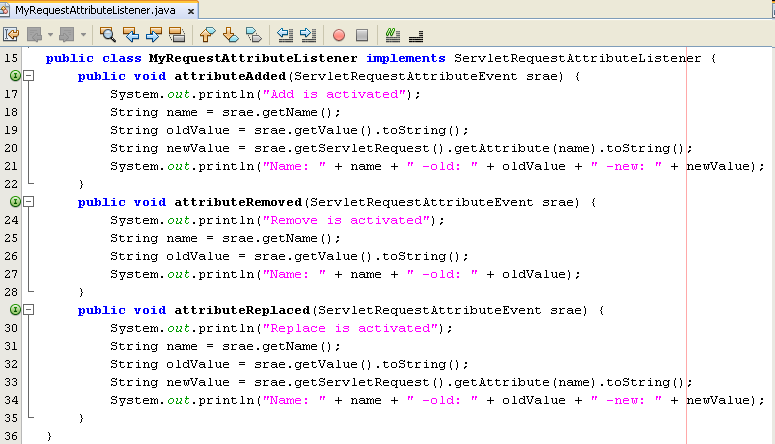 MyRequestAttributeListener.java x
15 public class MyRequestAttributeListener implements ServletRequestAttributeListener {
public void attributeAdded(ServletRequestAttributeEvent srae) {
17 System.out.println("Add is activated");
18 String name = srae.getName();
19 String oldValue = srae.getValue().toString();
20 String newValue = srae.getServletRequest().getAttribute(name).toString();
21 System.out.println("Name: " + name + " -old: " + oldValue + " -new: " + newValue);
22 }
public void attributeRemoved(ServletRequestAttributeEvent srae) {
24 System.out.println("Remove is activated");
25 String name = srae.getName();
26 String oldValue = srae.getValue().toString();
27 System.out.println("Name: " + name + " -old: " + oldValue);
28 }
public void attributeReplaced(ServletRequestAttributeEvent srae) {
30 System.out.println("Replace is activated");
31 String name = srae.getName();
32 String oldValue = srae.getValue().toString();
33 String newValue = srae.getServletRequest().getAttribute(name).toString();
34 System.out.println("Name: " + name + " -old: " + oldValue + " -new: " + newValue);
35 }
36 }